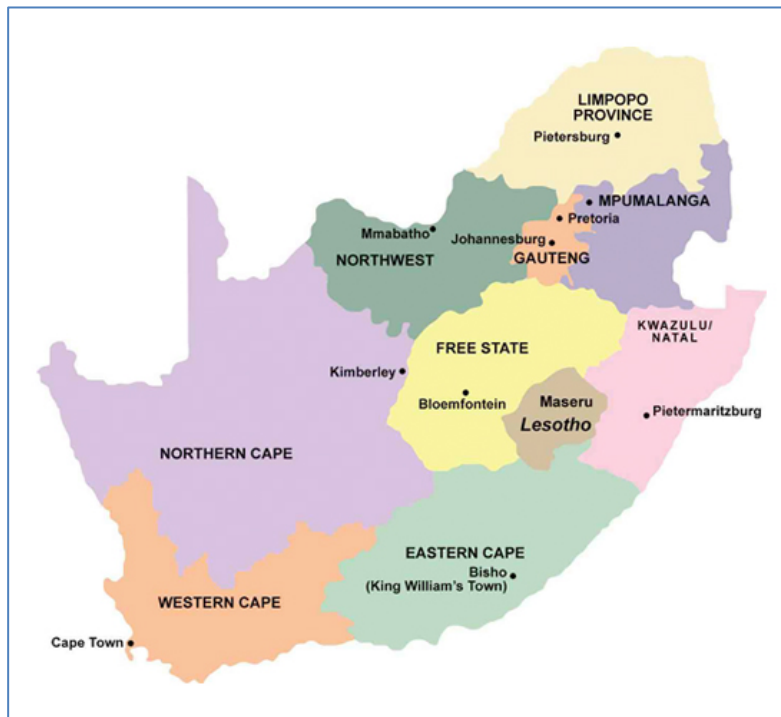 LIMPOPO
PROVINCE
Pietersburg
MPUMALANGA
Pretoria
Mmabatho
Johannesburg
NORTHWEST
GAUTENG
KWAZULU/
NATAL
FREE STATE
Kimberley
Bloemfontein
Maseru
Lesotho
Pietermaritzburg
NORTHERN CAPE
EASTERN CAPE
Bisho
(King William's Town)
WESTERN CAPE
Cape Town